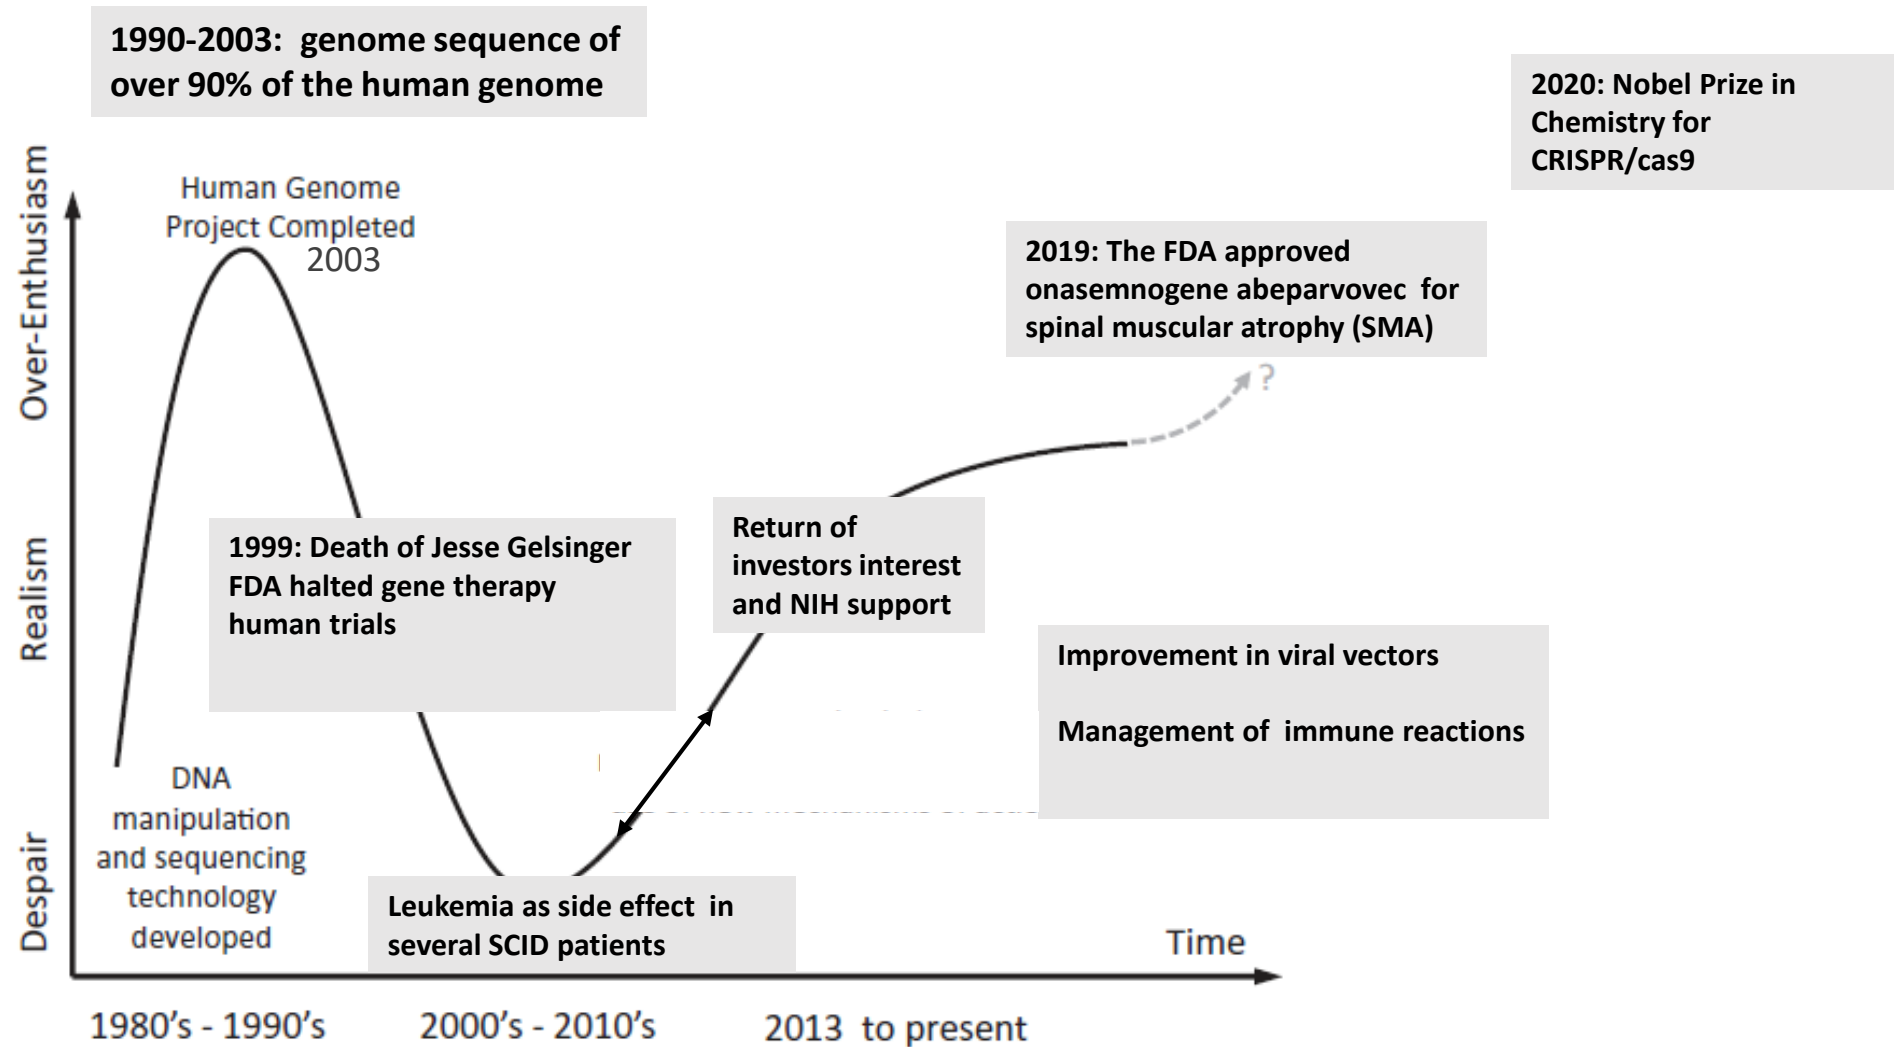 1990-2003: genome sequence of
over 90% of the human genome
2020: Nobel Prize in
Chemistry for
CRISPR/cas9
Over-Enthusiasm
Realism
Despair
Human Genome
Project Completed
2003
2019: The FDA approved
onasemnogene abeparvovec for
spinal muscular atrophy (SMA)
?
1999: Death of Jesse Gelsinger
FDA halted gene therapy
human trials
Return of
investors interest
and NIH support
Improvement in viral vectors
Management of immune reactions
DNA
manipulation
and sequencing
technology
developed
Leukemia as side effect in
several SCID patients
Time
1980's - 1990's
2000's - 2010's
2013 to present